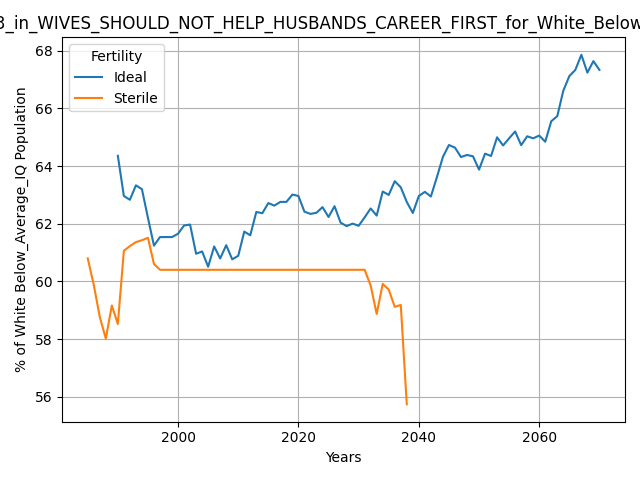 3_in_WIVES_SHOULD_NOT_HELP_HUSBANDS_CAREER_FIRST_for_White_Below
Fertility
Ideal
Sterile
% of White Below_Average_IQ Population
68
66
64
62
60
58
56
2000
2020
2040
2060
Years